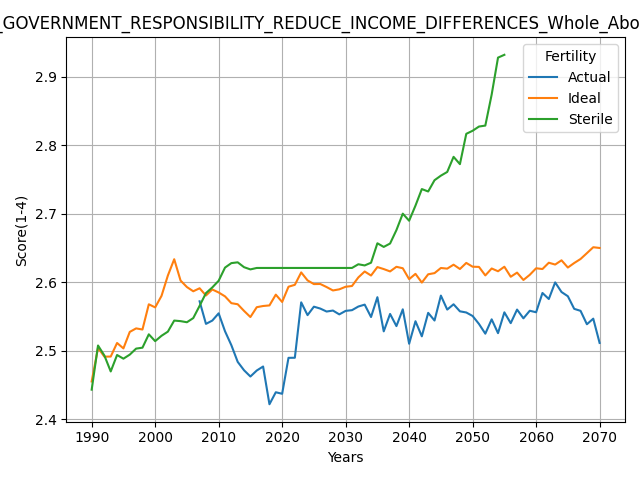 _GOVERNMENT_RESPONSIBILITY_REDUCE_INCOME_DIFFERENCES_Whole_Abo
Fertility
Actual
Ideal
Sterile
2.9
2.8
2.7
2.6
2.5
2.4
Score(1-4)
1990 2000 2010 2020 2030 2040 2050 2060 2070
Years